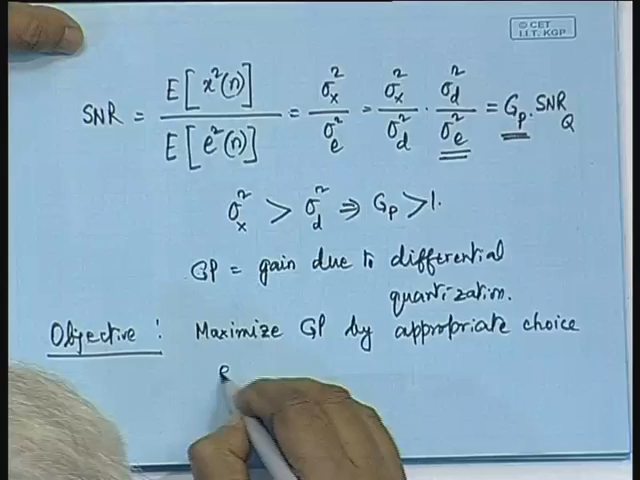 © CET
I.I.T. KGP
SNR = E[x²(n)] / E[e²(n)] = σx² / σe² = σx² / σd² · σd² / σe² = Gp · SNRQ
σx² > σd² ⇒ Gp > 1.
GP = gain due to differential
quantization.
Objective : Maximize GP by appropriate choice